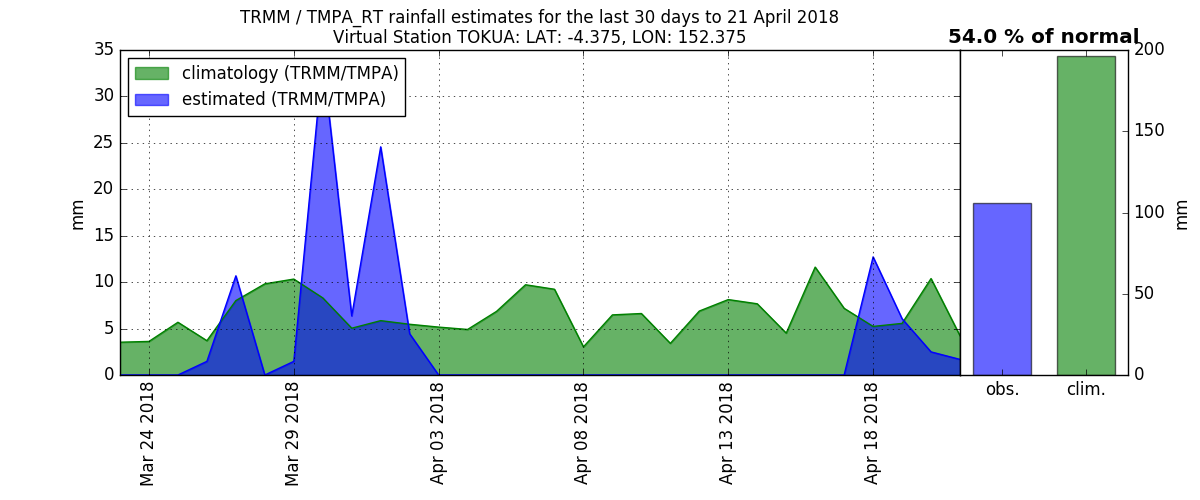 TRMM / TMPA_RT rainfall estimates for the last 30 days to 21 April 2018
Virtual Station TOKUA: LAT: -4.375, LON: 152.375
54.0 % of normal
climatology (TRMM/TMPA)
estimated (TRMM/TMPA)
35
30
25
20
15
10
5
0
mm
Mar 24 2018
Mar 29 2018
Apr 03 2018
Apr 08 2018
Apr 13 2018
Apr 18 2018
200
150
100
50
0
mm
obs.
clim.